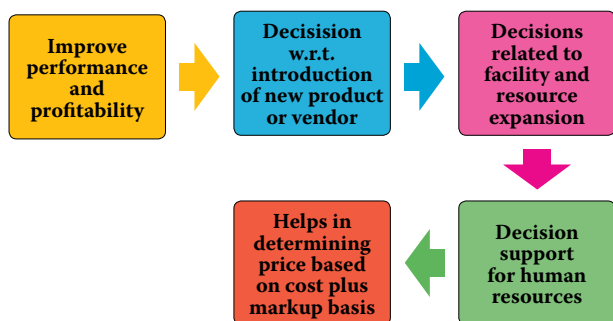 Improve
performance
and
profitability
Decisision
w.r.t.
introduction
of new product
or vendor
Decisions
related to
facility and
resource
expansion
Decision
support
for human
resources
Helps in
determining
price based
on cost plus
markup basis